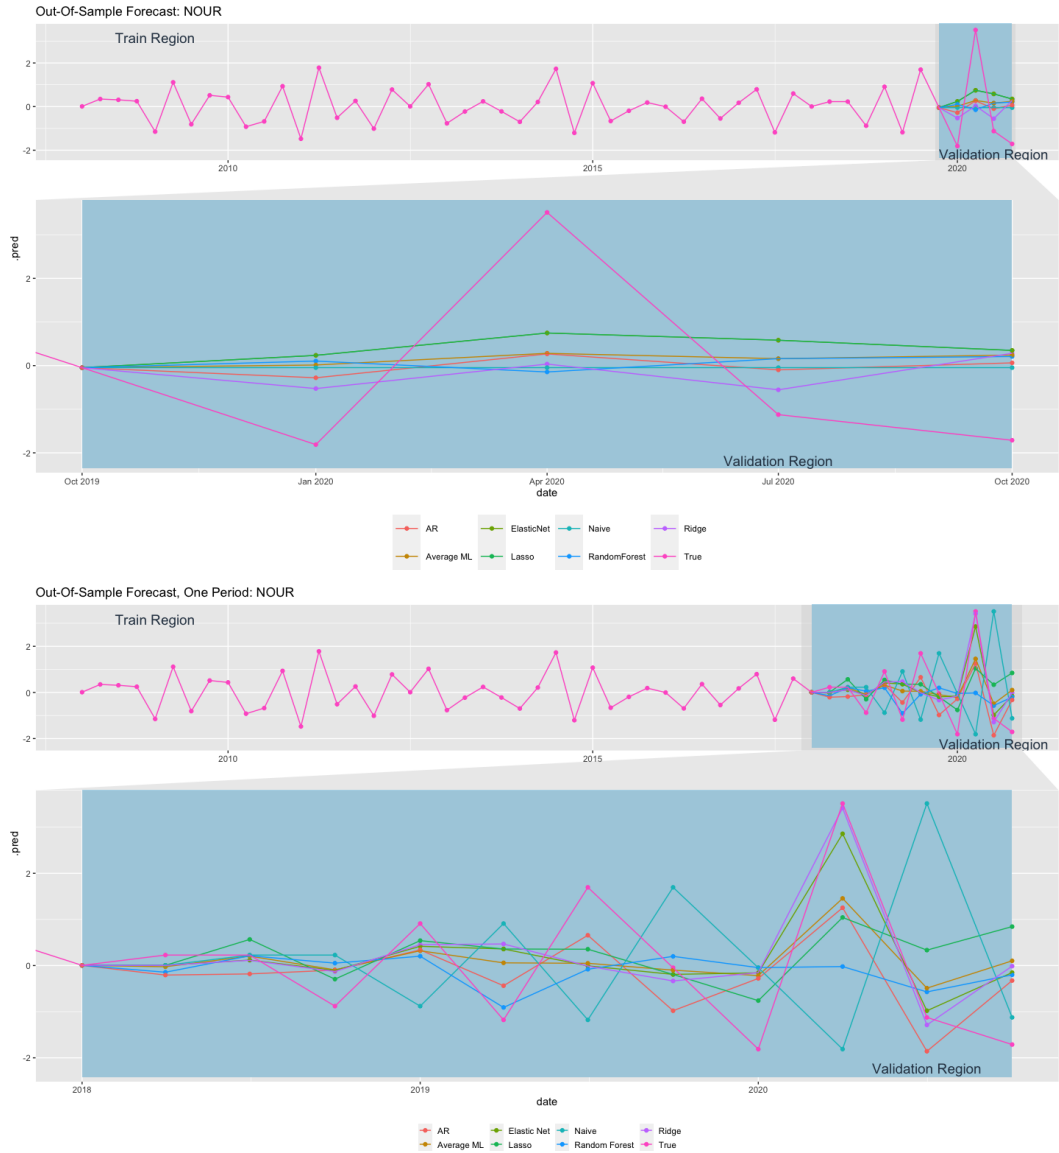 Out-Of-Sample Forecast: NOUR
Train Region
2
0
-2
Validation Region
2010
2015
2020
.pred
2
0
-2
Validation Region
Oct 2019
Jan 2020
Apr 2020
Jul 2020
Oct 2020
date
AR
ElasticNet
Naive
Ridge
Average ML
Lasso
RandomForest
True
Out-Of-Sample Forecast, One Period: NOUR
Train Region
2
0
-2
Validation Region
2010
2015
2020
.pred
2
0
-2
Validation Region
2018
2019
2020
date
AR
Elastic Net
Naive
Ridge
Average ML
Lasso
Random Forest
True